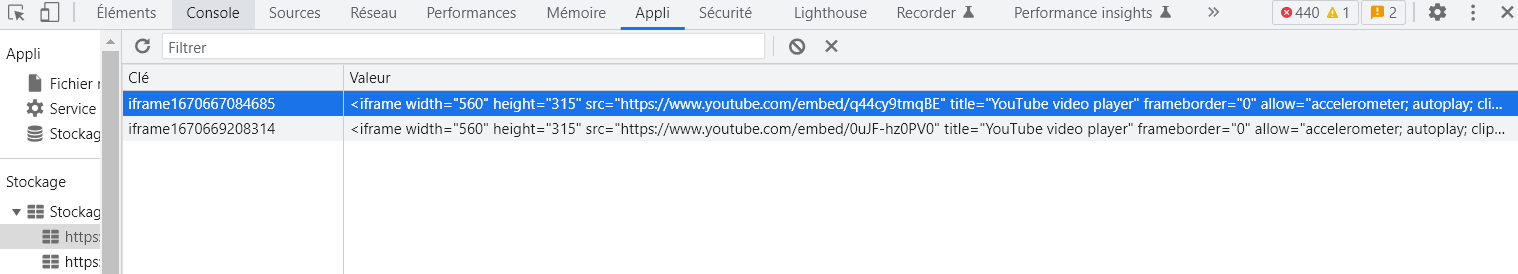 Éléments Console Sources Réseau Performances Mémoire Appli Sécurité Lighthouse Recorder Performance insights 440 1 2
Appli
Filtrer
Clé Valeur
Fichier
iframe1670667084685 <iframe width="560" height="315" src="https://www.youtube.com/embed/q44cy9tmqBE" title="YouTube video player" frameborder="0" allow="accelerometer; autoplay; cli...
Service
iframe1670669208314 <iframe width="560" height="315" src="https://www.youtube.com/embed/0uJF-hz0PV0" title="YouTube video player" frameborder="0" allow="accelerometer; autoplay; clip...
Stockag
Stockage
Stockag
https:
https: